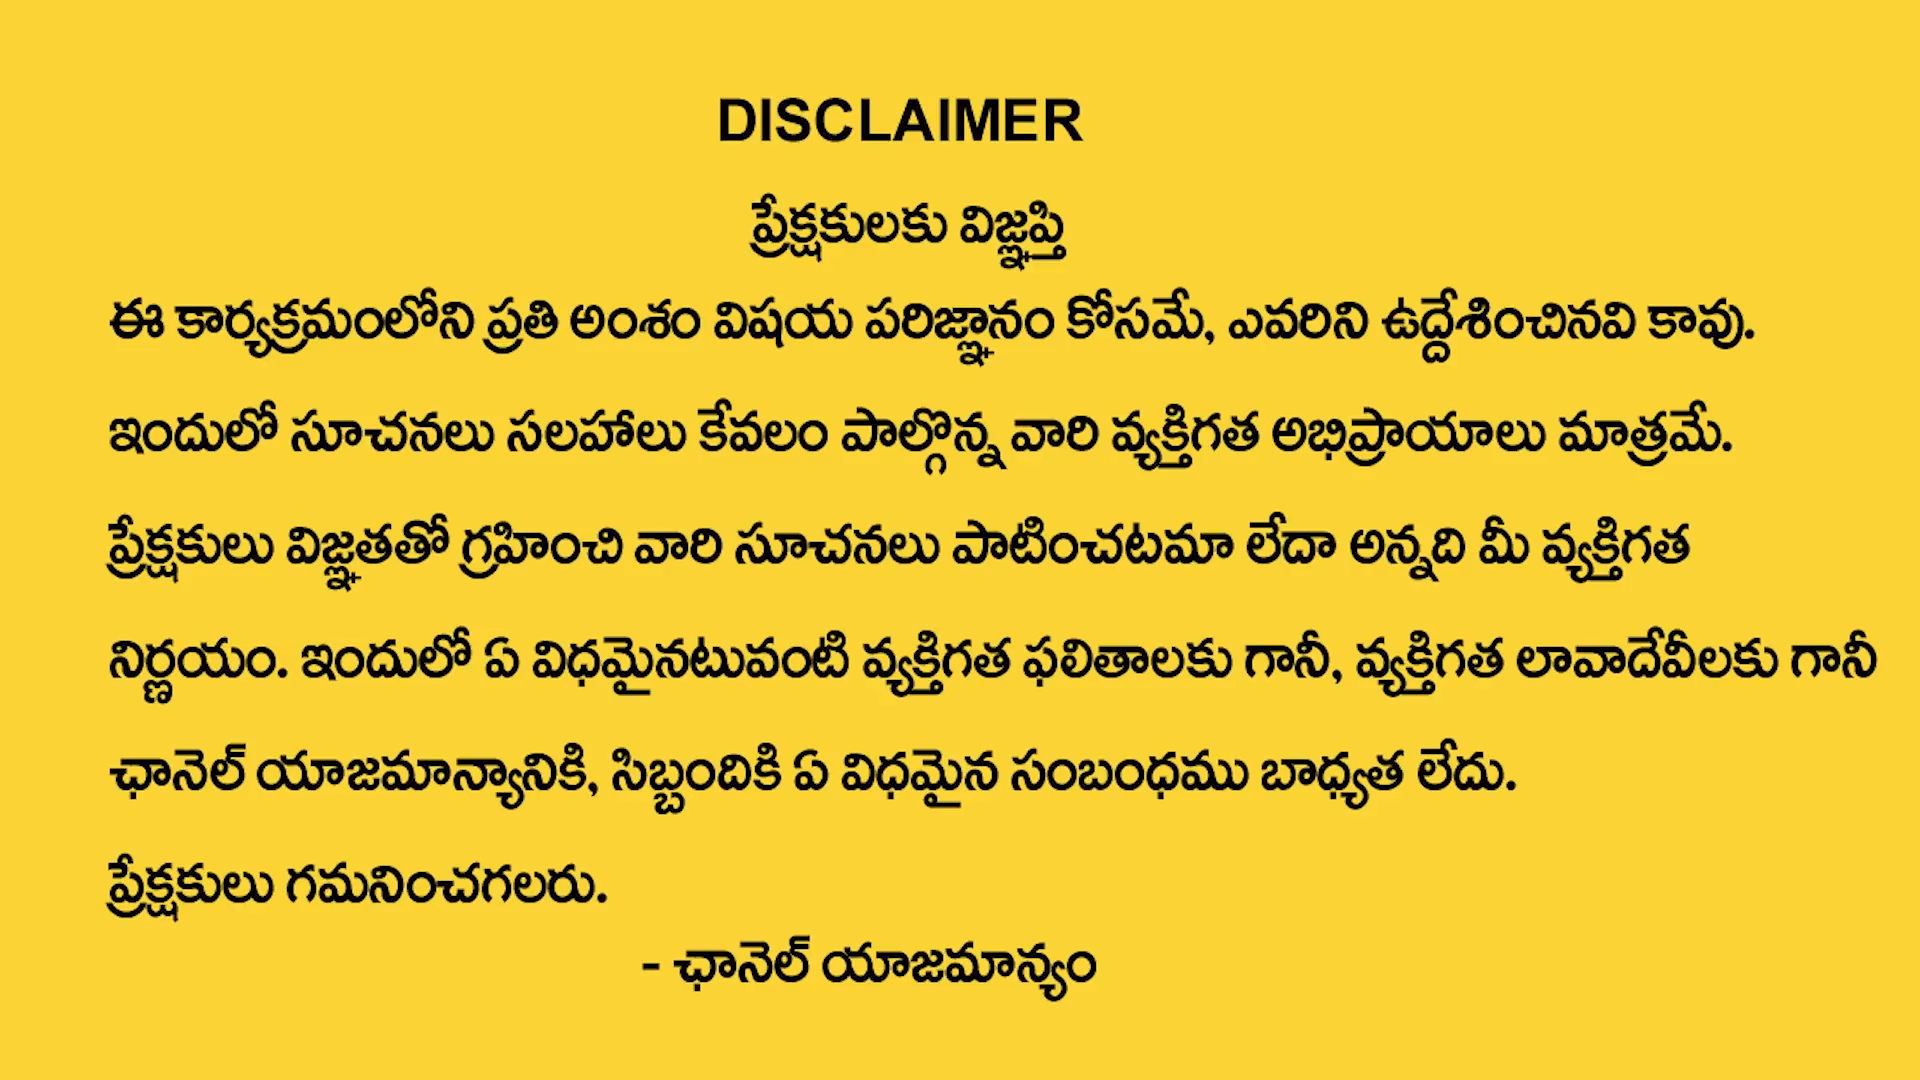 DISCLAIMER
ప్రేక్షకులకు విజ్ఞప్తి
ఈ కార్యక్రమంలోని ప్రతి అంశం విషయ పరిజ్ఞానం కోసమే, ఎవరిని ఉద్దేశించినవి కావు.
ఇందులో సూచనలు సలహాలు కేవలం పాల్గొన్న వారి వ్యక్తిగత అభిప్రాయాలు మాత్రమే.
ప్రేక్షకులు విజ్ఞతతో గ్రహించి వారి సూచనలు పాటించటమా లేదా అన్నది మీ వ్యక్తిగత
నిర్ణయం. ఇందులో ఏ విధమైనటువంటి వ్యక్తిగత ఫలితాలకు గానీ, వ్యక్తిగత లావాదేవీలకు గానీ
ఛానెల్ యాజమాన్యానికి, సిబ్బందికి ఏ విధమైన సంబంధము బాధ్యత లేదు.
ప్రేక్షకులు గమనించగలరు.
- ఛానెల్ యాజమాన్యం